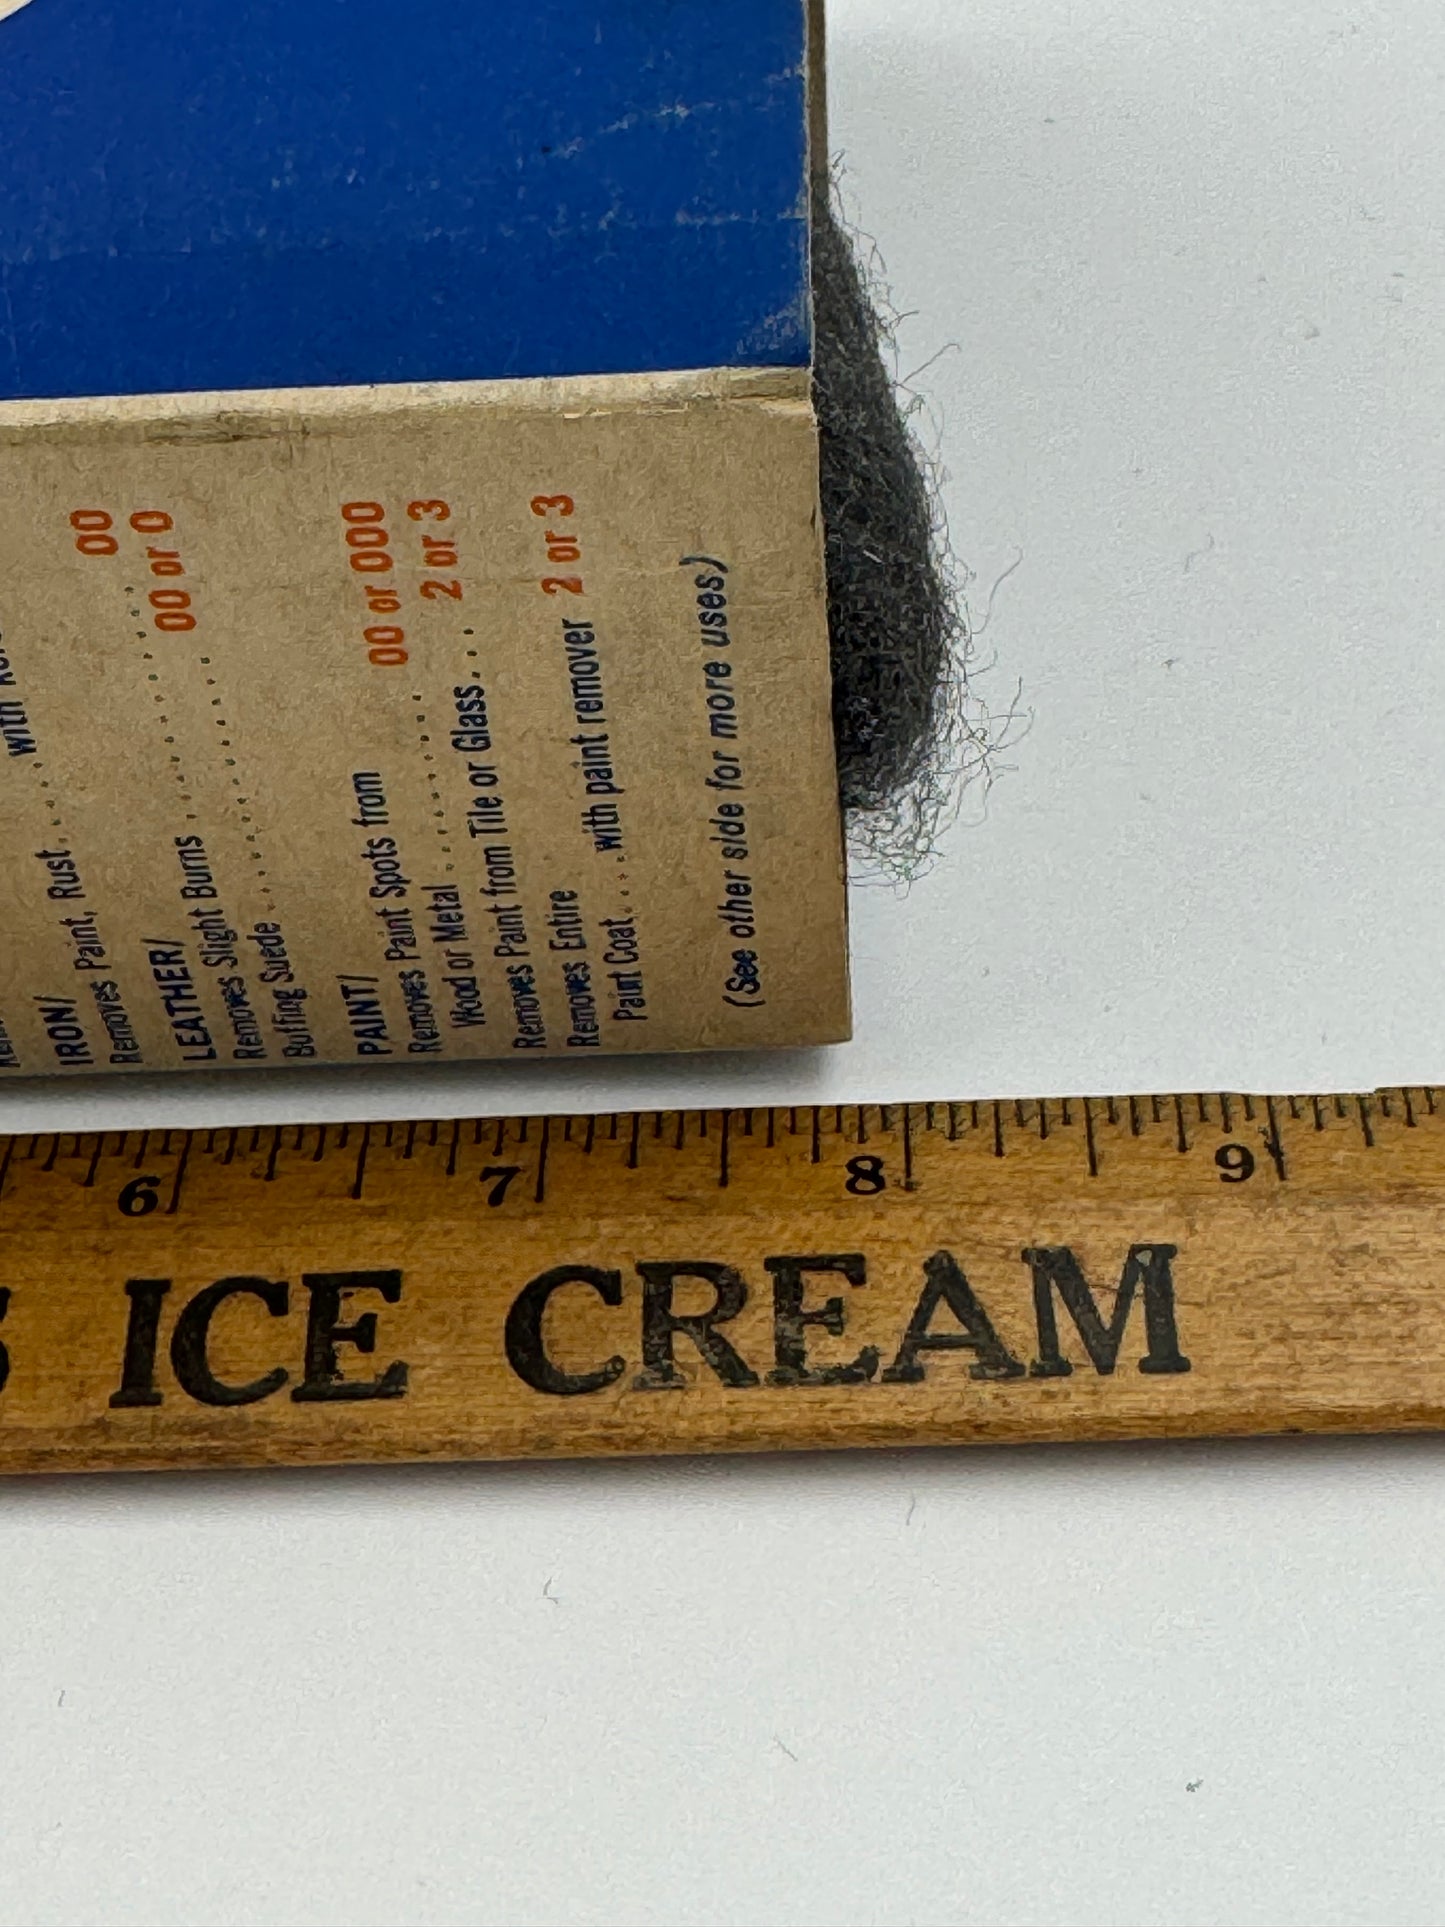 with
00
IRON/
Removes Paint, Rust
00 or 0
LEATHER/
Removes Slight Burns
Buffing Suede
PAINT/
Removes Paint Spots from
Wood or Metal 00 or 000
Removes Paint from Tile or Glass... 2 or 3
Removes Entire
Paint Coat....with paint remover 2 or 3
(See other side for more uses)
6 7 8 9
ICE CREAM